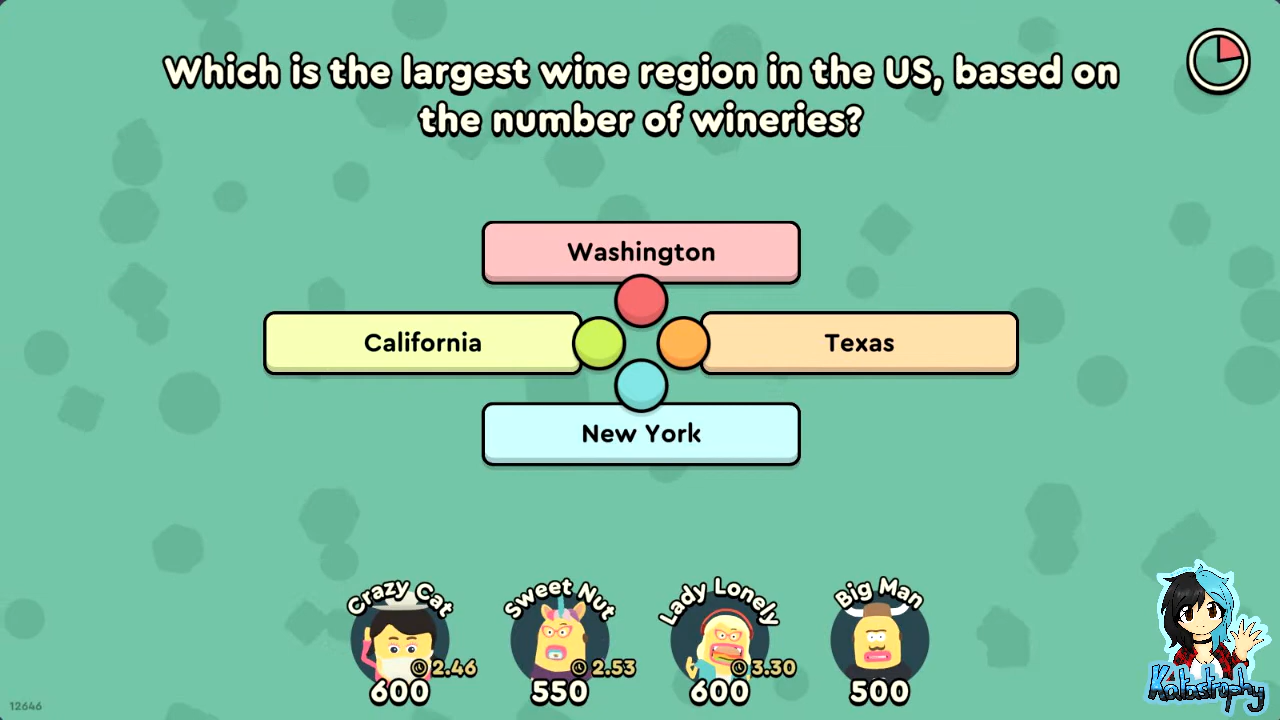 Which is the largest wine region in the US, based on
the number of wineries?
Washington
California
Texas
New York
Crazy Cat
Sweet Nut
Lady Lonely
Big Man
2.46
2.53
3.30
600
550
600
500
12646
Kolastrophy